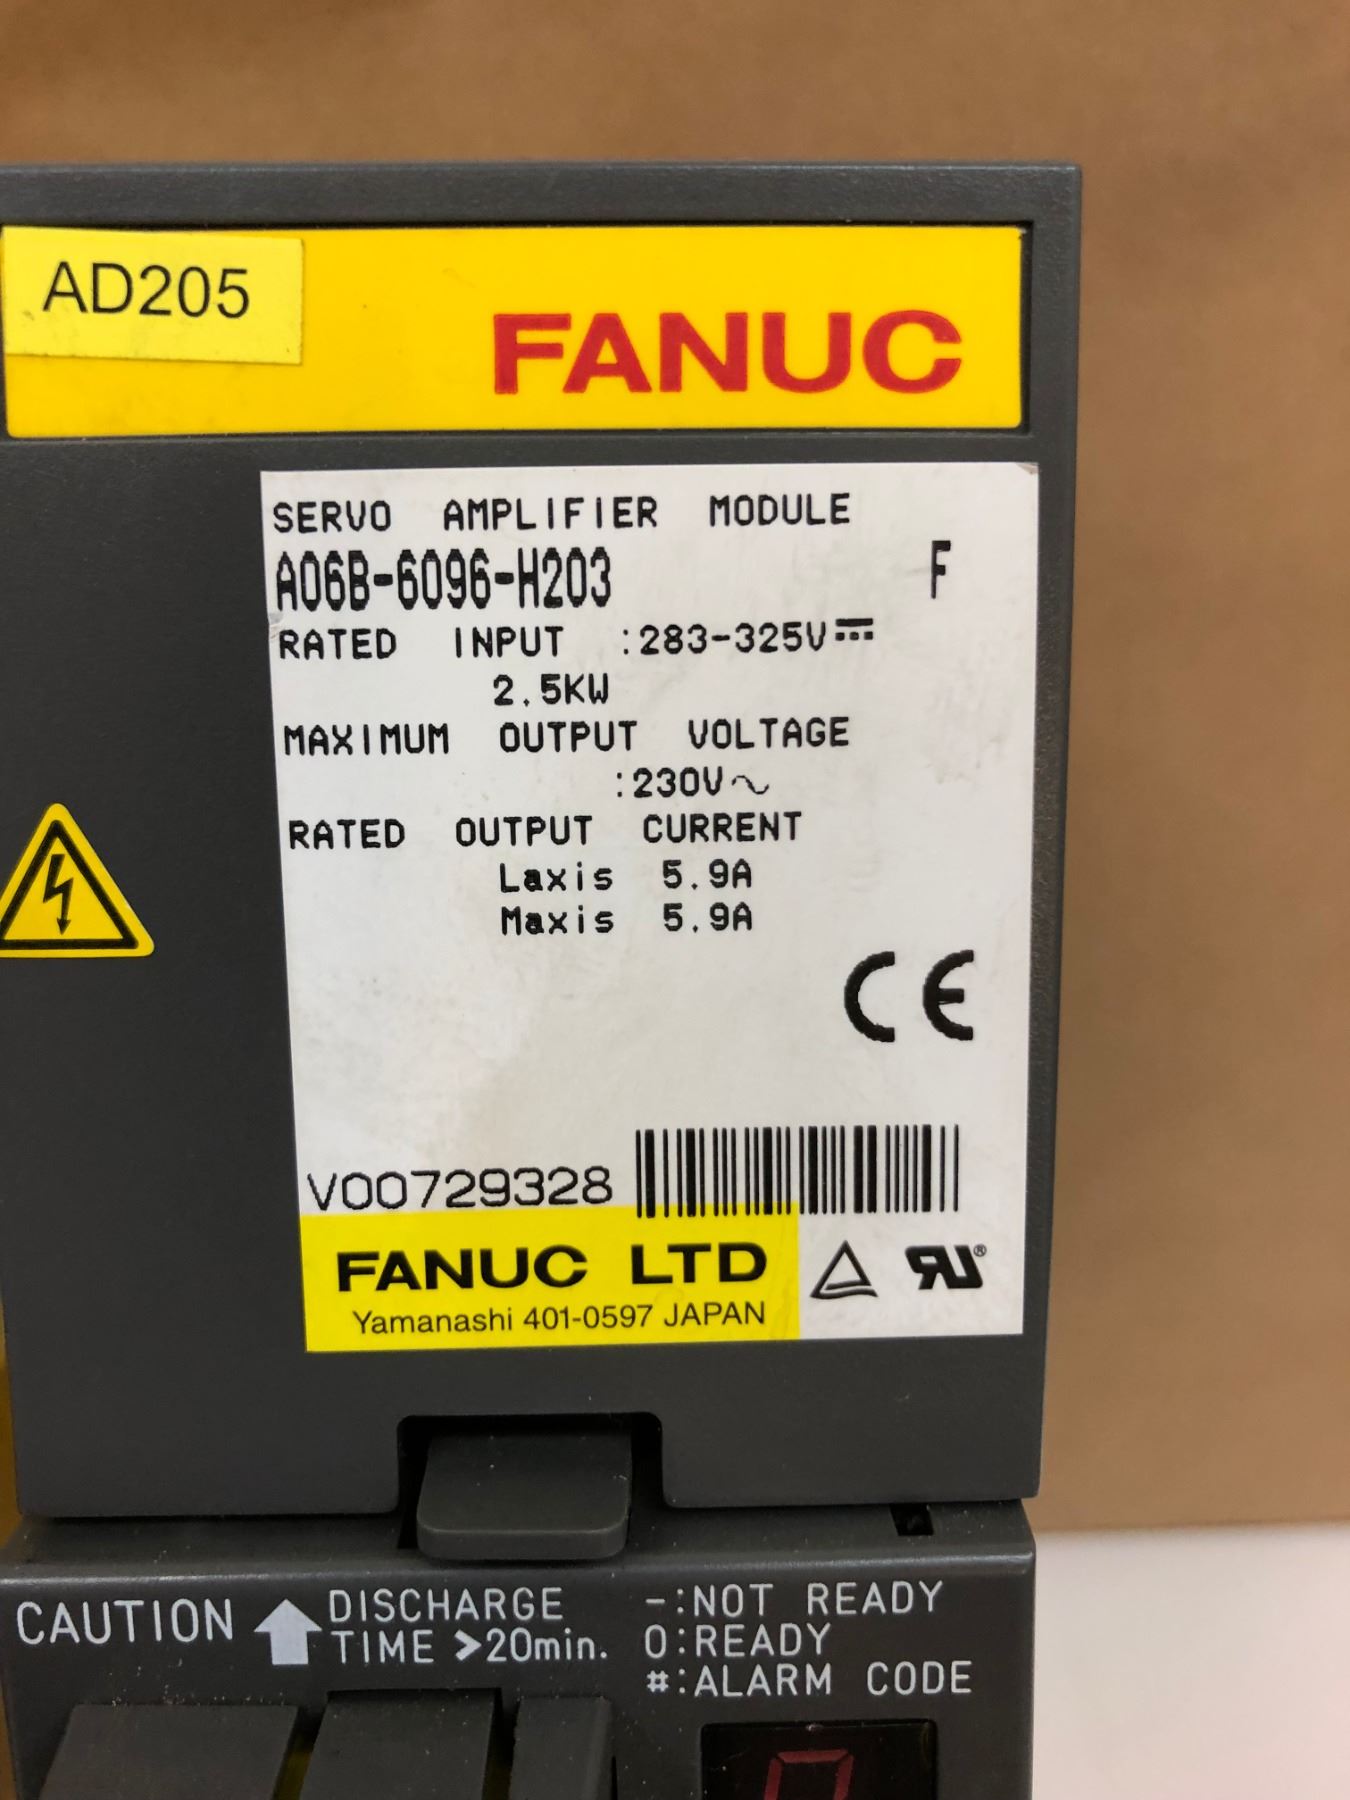 AD205
FANUC
SERVO AMPLIFIER MODULE
A06B-6096-H203 F
RATED INPUT :283-325V⎓
2.5KW
MAXIMUM OUTPUT VOLTAGE
:230V~
RATED OUTPUT CURRENT
Laxis 5.9A
Maxis 5.9A
CE
V00729328
FANUC LTD
Yamanashi 401-0597 JAPAN
RU®
CAUTION DISCHARGE TIME >20min.
-:NOT READY
0:READY
#:ALARM CODE